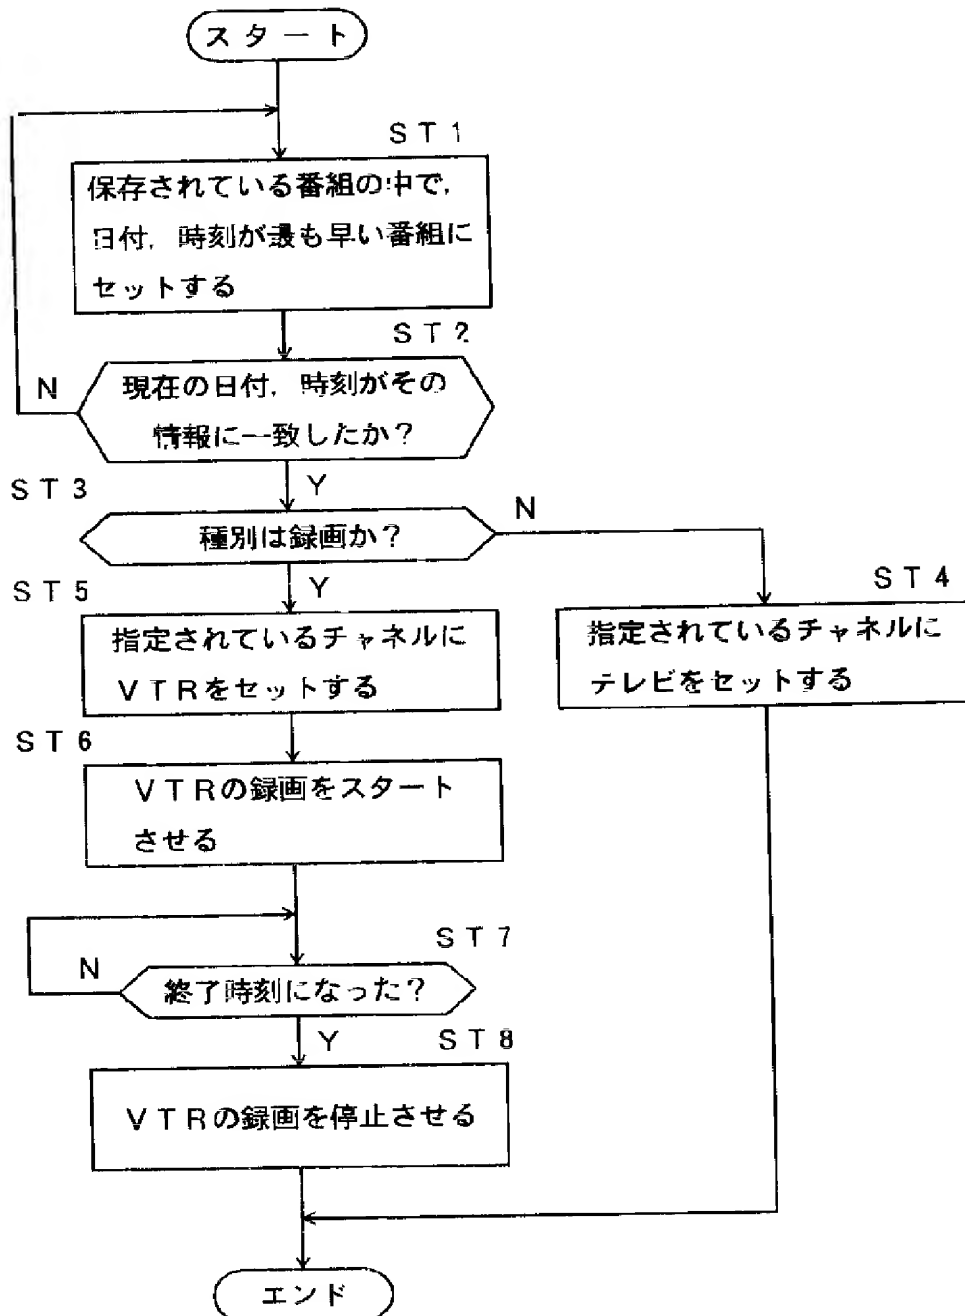 スタート
ST1
保存されている番組の中で,
日付, 時刻が最も早い番組に
セットする
ST2
N
現在の日付, 時刻がその
情報に一致したか?
Y
ST3
種別は録画か?
N
Y
ST5
ST4
指定されているチャネルに
VTRをセットする
指定されているチャネルに
テレビをセットする
ST6
VTRの録画をスタート
させる
ST7
N
終了時刻になった?
Y
ST8
VTRの録画を停止させる
エンド